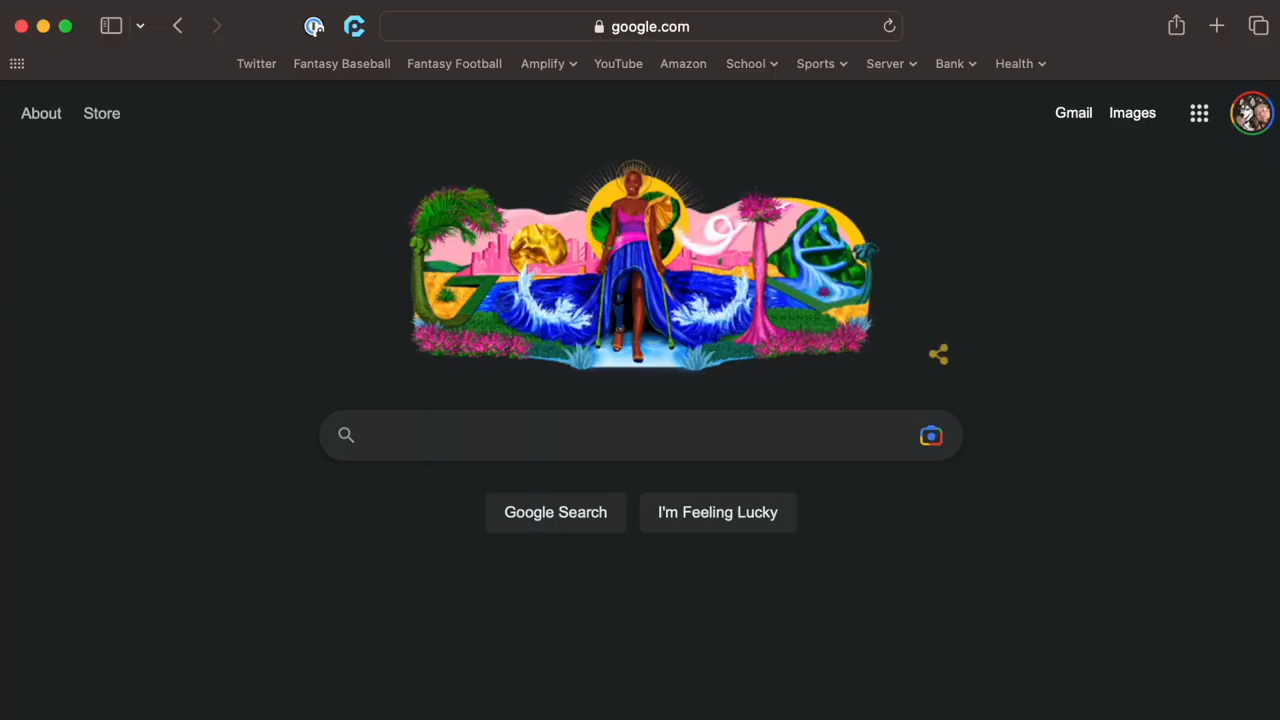 google.com
Twitter Fantasy Baseball Fantasy Football Amplify YouTube Amazon School Sports Server Bank Health
About Store Gmail Images
Google Search I'm Feeling Lucky